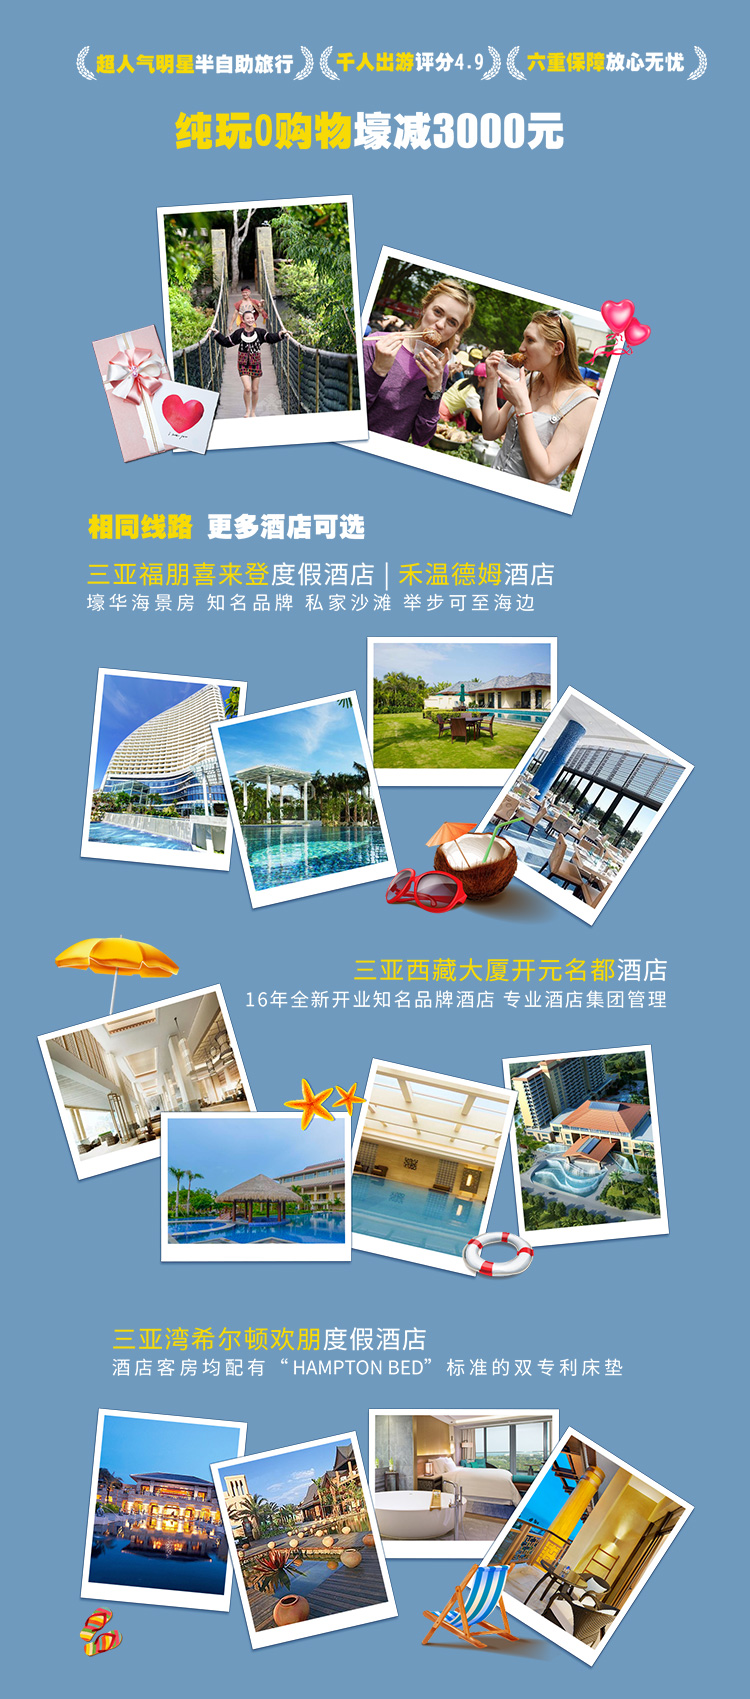 超人气明星半自助旅行 千人出游评分4.9 六重保障放心无忧
纯玩0购物壕减3000元
相同线路 更多酒店可选
三亚福朋喜来登度假酒店 | 禾温德姆酒店
壕华海景房 知名品牌 私家沙滩 举步可至海边
三亚西藏大厦开元名都酒店
16年全新开业知名品牌酒店 专业酒店集团管理
三亚湾希尔顿欢朋度假酒店
酒店客房均配有“HAMPTON BED”标准的双专利床垫